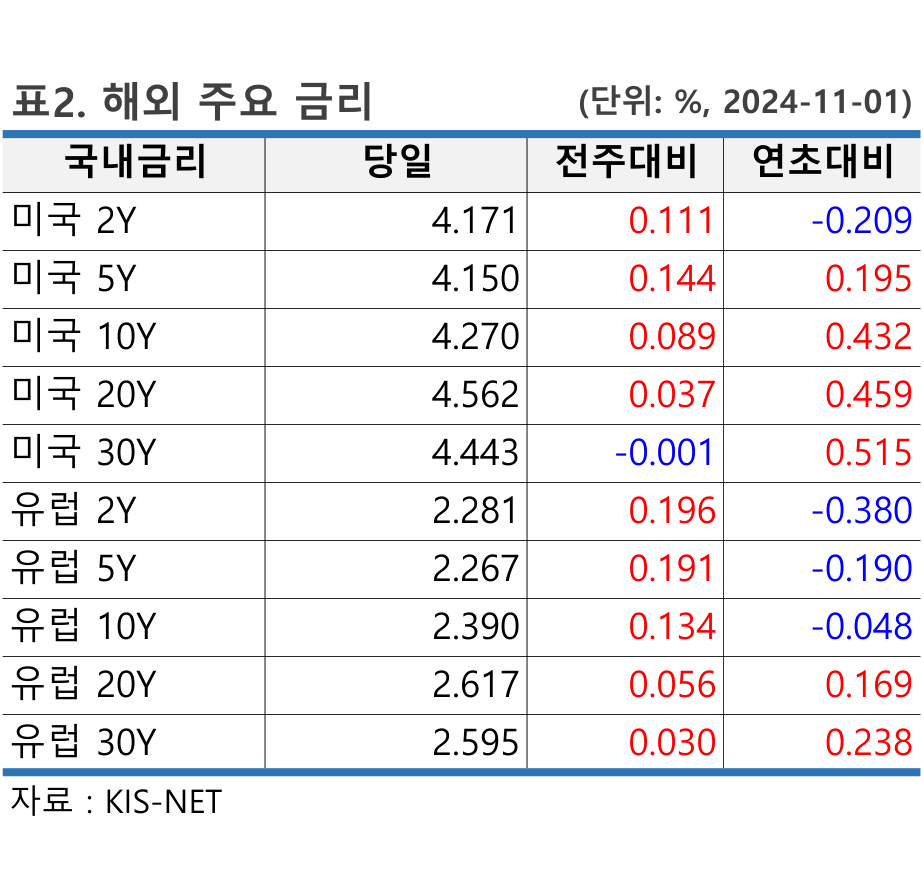 표2. 해외 주요 금리 (단위: %, 2024-11-01)
국내금리 당일 전주대비 연초대비
미국 2Y 4.171 0.111 -0.209
미국 5Y 4.150 0.144 0.195
미국 10Y 4.270 0.089 0.432
미국 20Y 4.562 0.037 0.459
미국 30Y 4.443 -0.001 0.515
유럽 2Y 2.281 0.196 -0.380
유럽 5Y 2.267 0.191 -0.190
유럽 10Y 2.390 0.134 -0.048
유럽 20Y 2.617 0.056 0.169
유럽 30Y 2.595 0.030 0.238
자료 : KIS-NET